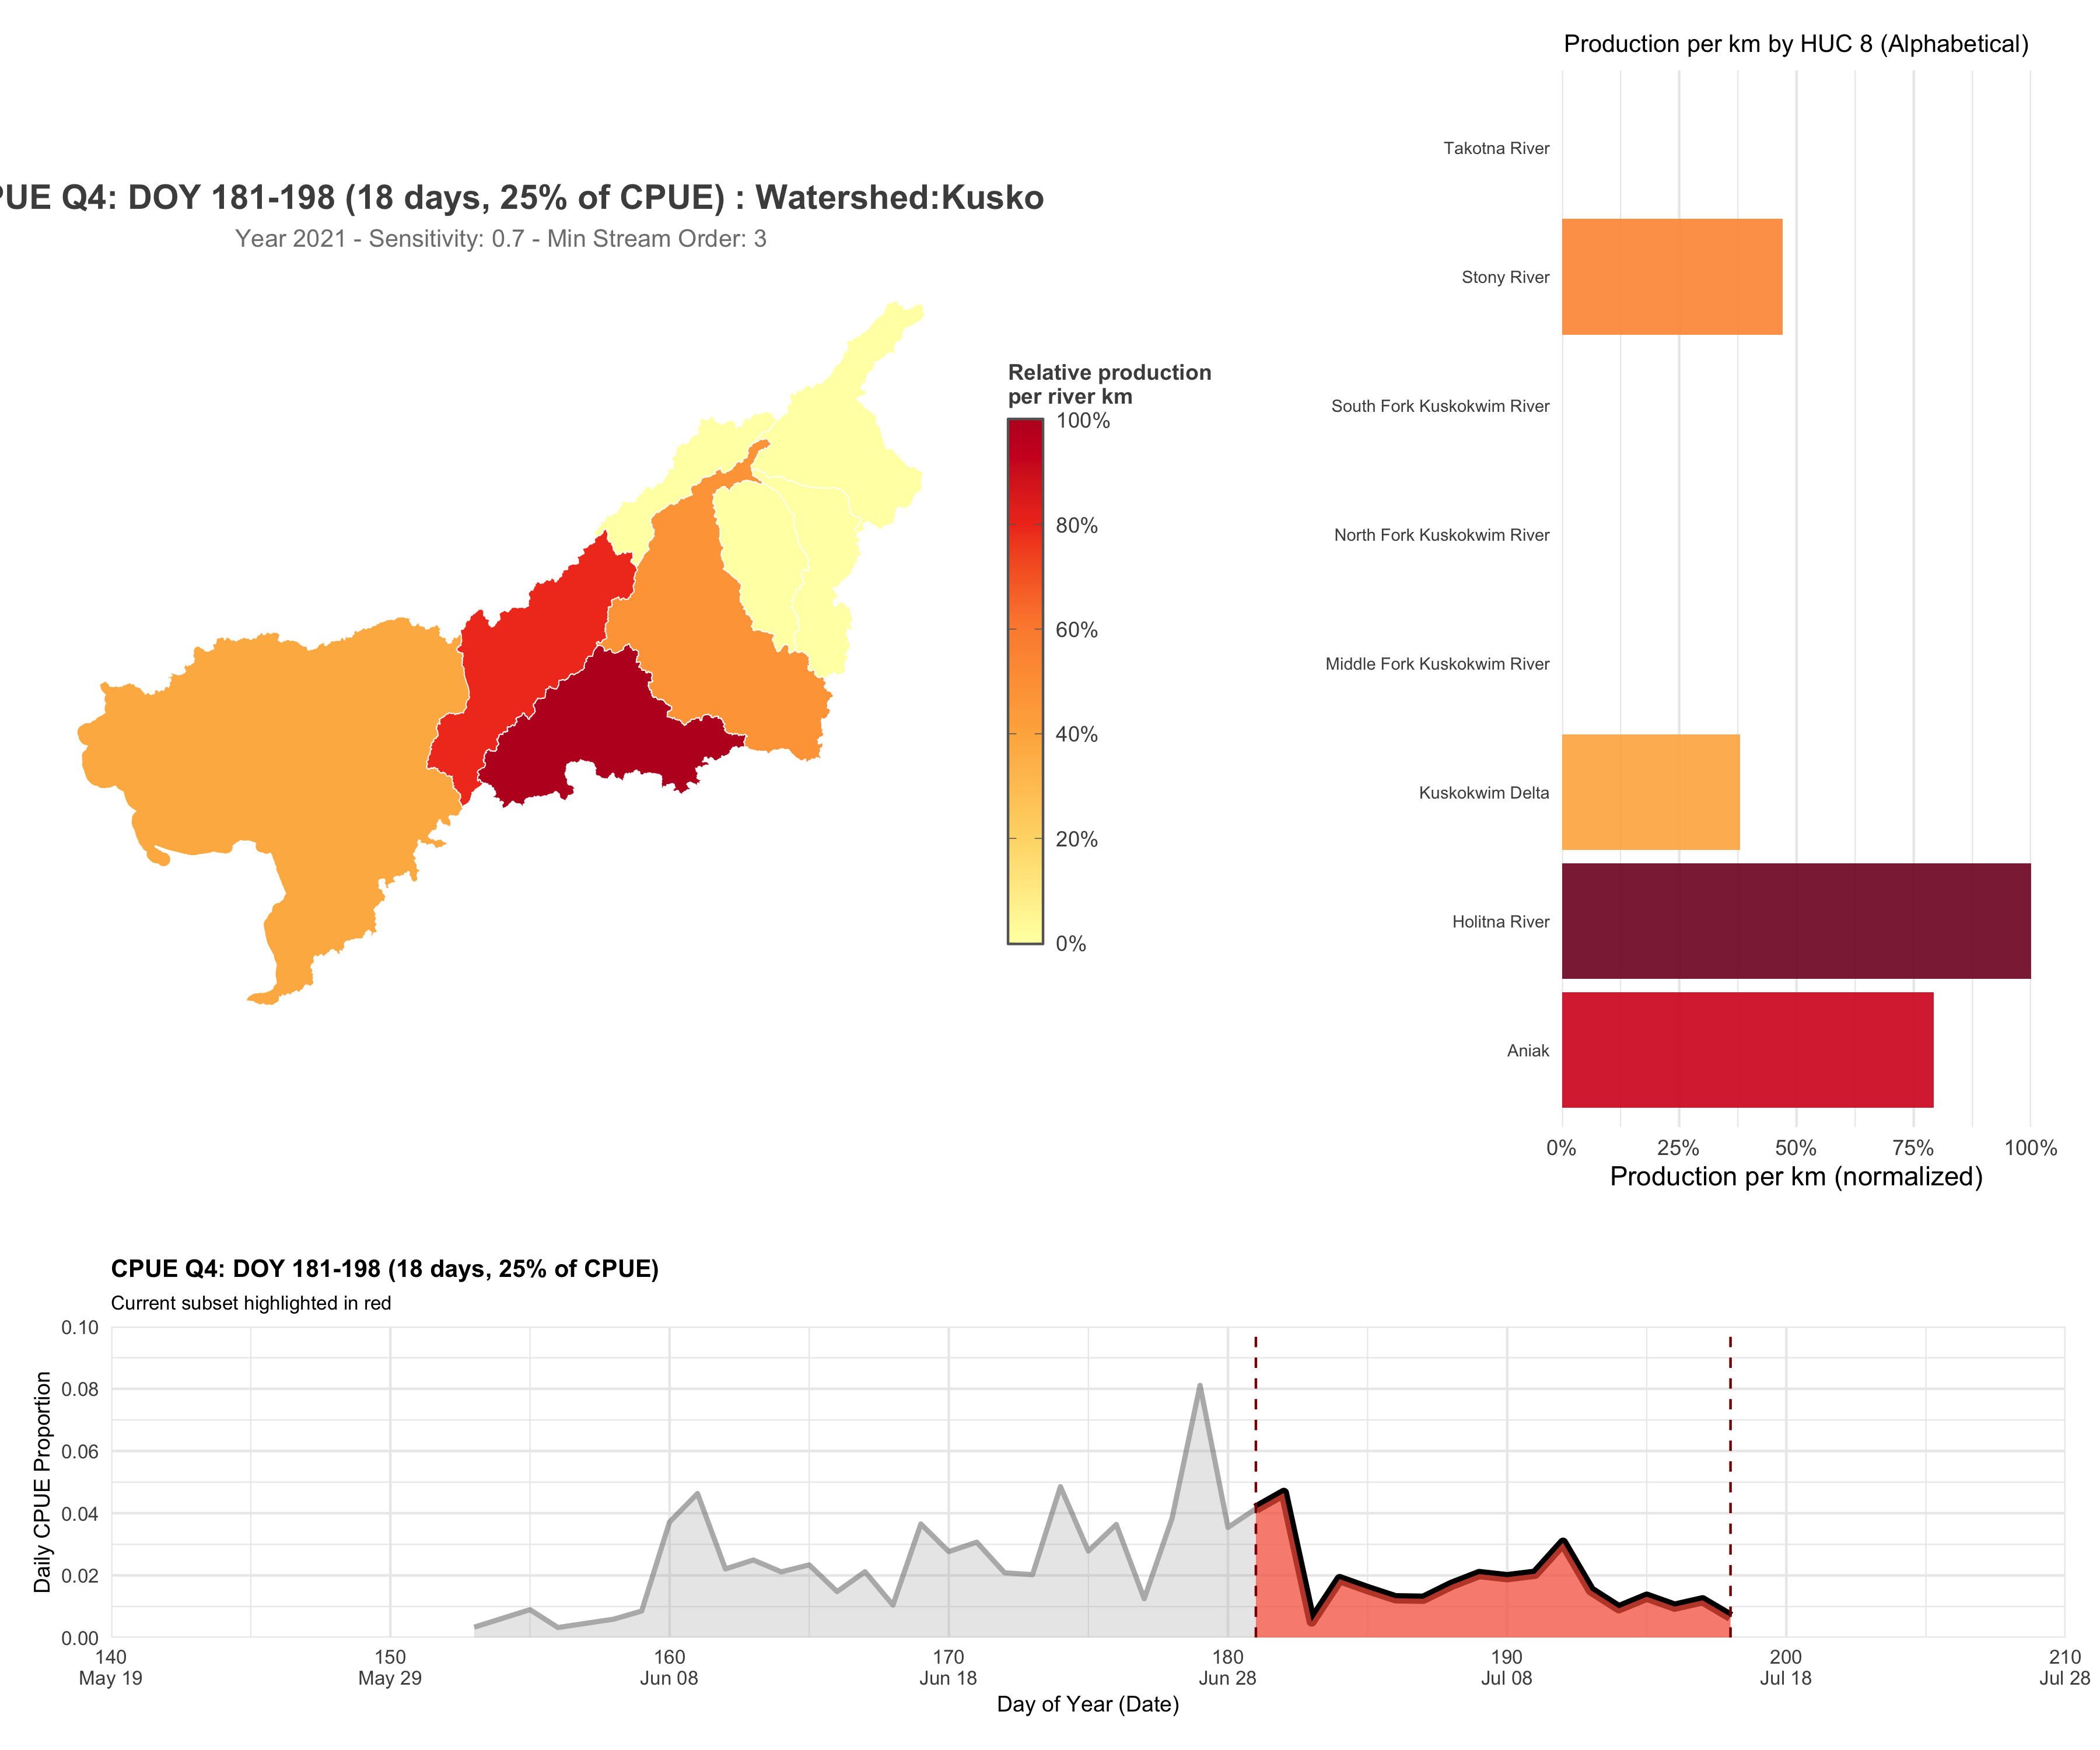 Production per km by HUC 8 (Alphabetical)
PUE Q4: DOY 181-198 (18 days, 25% of CPUE) : Watershed:Kusko
Year 2021 - Sensitivity: 0.7 - Min Stream Order: 3
Relative production
per river km
100%
80%
60%
40%
20%
0%
Takotna River
Stony River
South Fork Kuskokwim River
North Fork Kuskokwim River
Middle Fork Kuskokwim River
Kuskokwim Delta
Holitna River
Aniak
0% 25% 50% 75% 100%
Production per km (normalized)
CPUE Q4: DOY 181-198 (18 days, 25% of CPUE)
Current subset highlighted in red
Daily CPUE Proportion
0.10
0.08
0.06
0.04
0.02
0.00
140 150 160 170 180 190 200 210
May 19 May 29 Jun 08 Jun 18 Jun 28 Jul 08 Jul 18 Jul 28
Day of Year (Date)